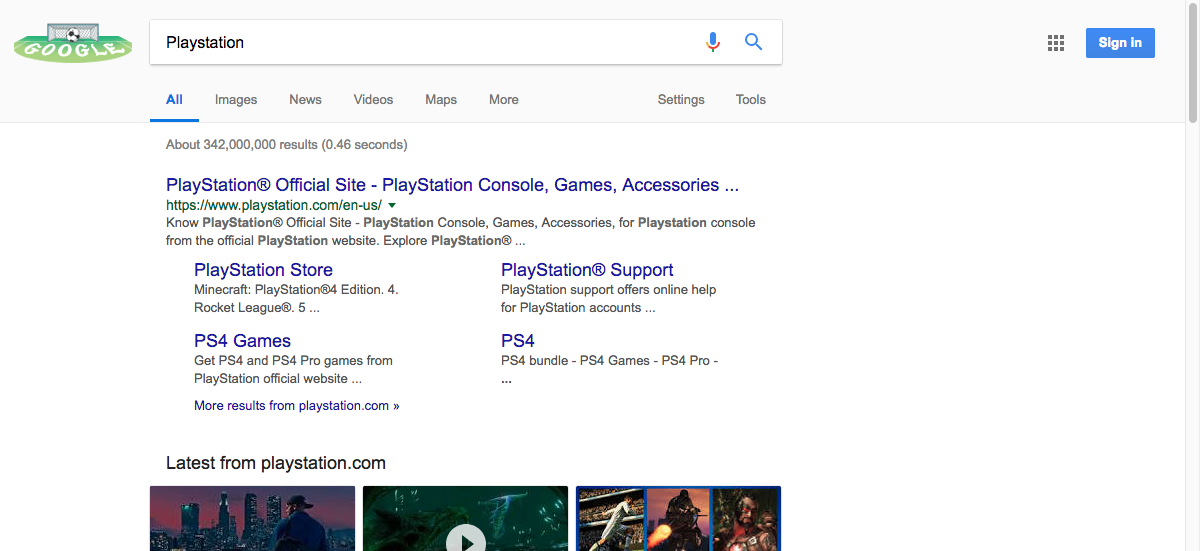 GOOGLE
Playstation
Sign in
All Images News Videos Maps More Settings Tools
About 342,000,000 results (0.46 seconds)
PlayStation® Official Site - PlayStation Console, Games, Accessories ...
https://www.playstation.com/en-us/
Know PlayStation® Official Site - PlayStation Console, Games, Accessories, for Playstation console
from the official PlayStation website. Explore PlayStation® ...
PlayStation Store
Minecraft: PlayStation®4 Edition. 4.
Rocket League®. 5 ...
PlayStation® Support
PlayStation support offers online help
for PlayStation accounts ...
PS4 Games
Get PS4 and PS4 Pro games from
PlayStation official website ...
PS4
PS4 bundle - PS4 Games - PS4 Pro -
...
More results from playstation.com »
Latest from playstation.com